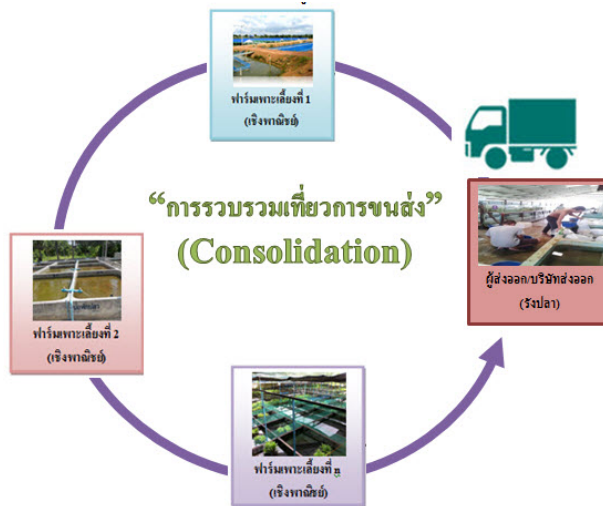 ฟาร์มเพาะเลี้ยงที่ 1
(เชิงพาณิชย์)
“การรวบรวมเที่ยวการขนส่ง”
(Consolidation)
ผู้ส่งออก/บริษัทส่งออก
(รังปลา)
ฟาร์มเพาะเลี้ยงที่ 2
(เชิงพาณิชย์)
ฟาร์มเพาะเลี้ยงที่ n
(เชิงพาณิชย์)